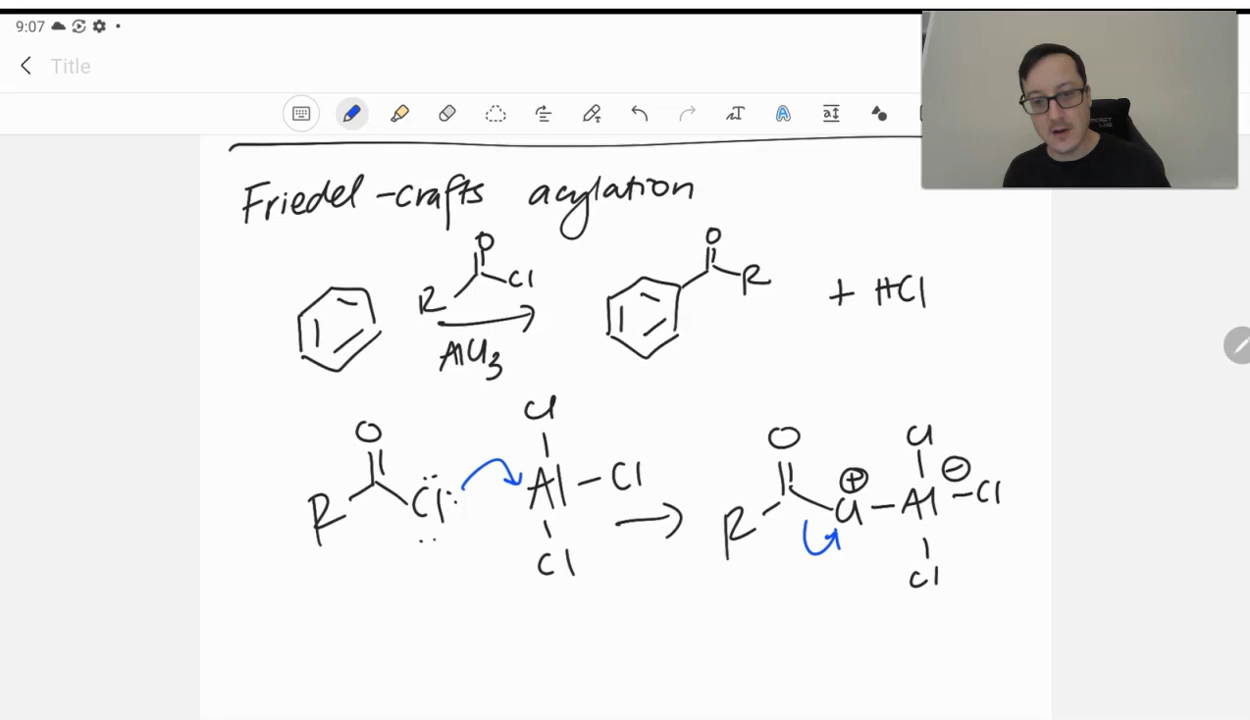 9:07
Title
Friedel-crafts acylation
O
R Cl
AlCl3
O
R
+ HCl
O
R Cl
Cl
Al - Cl
Cl
O
R Cl - Al - Cl
⊕ ⊖
Cl
Cl